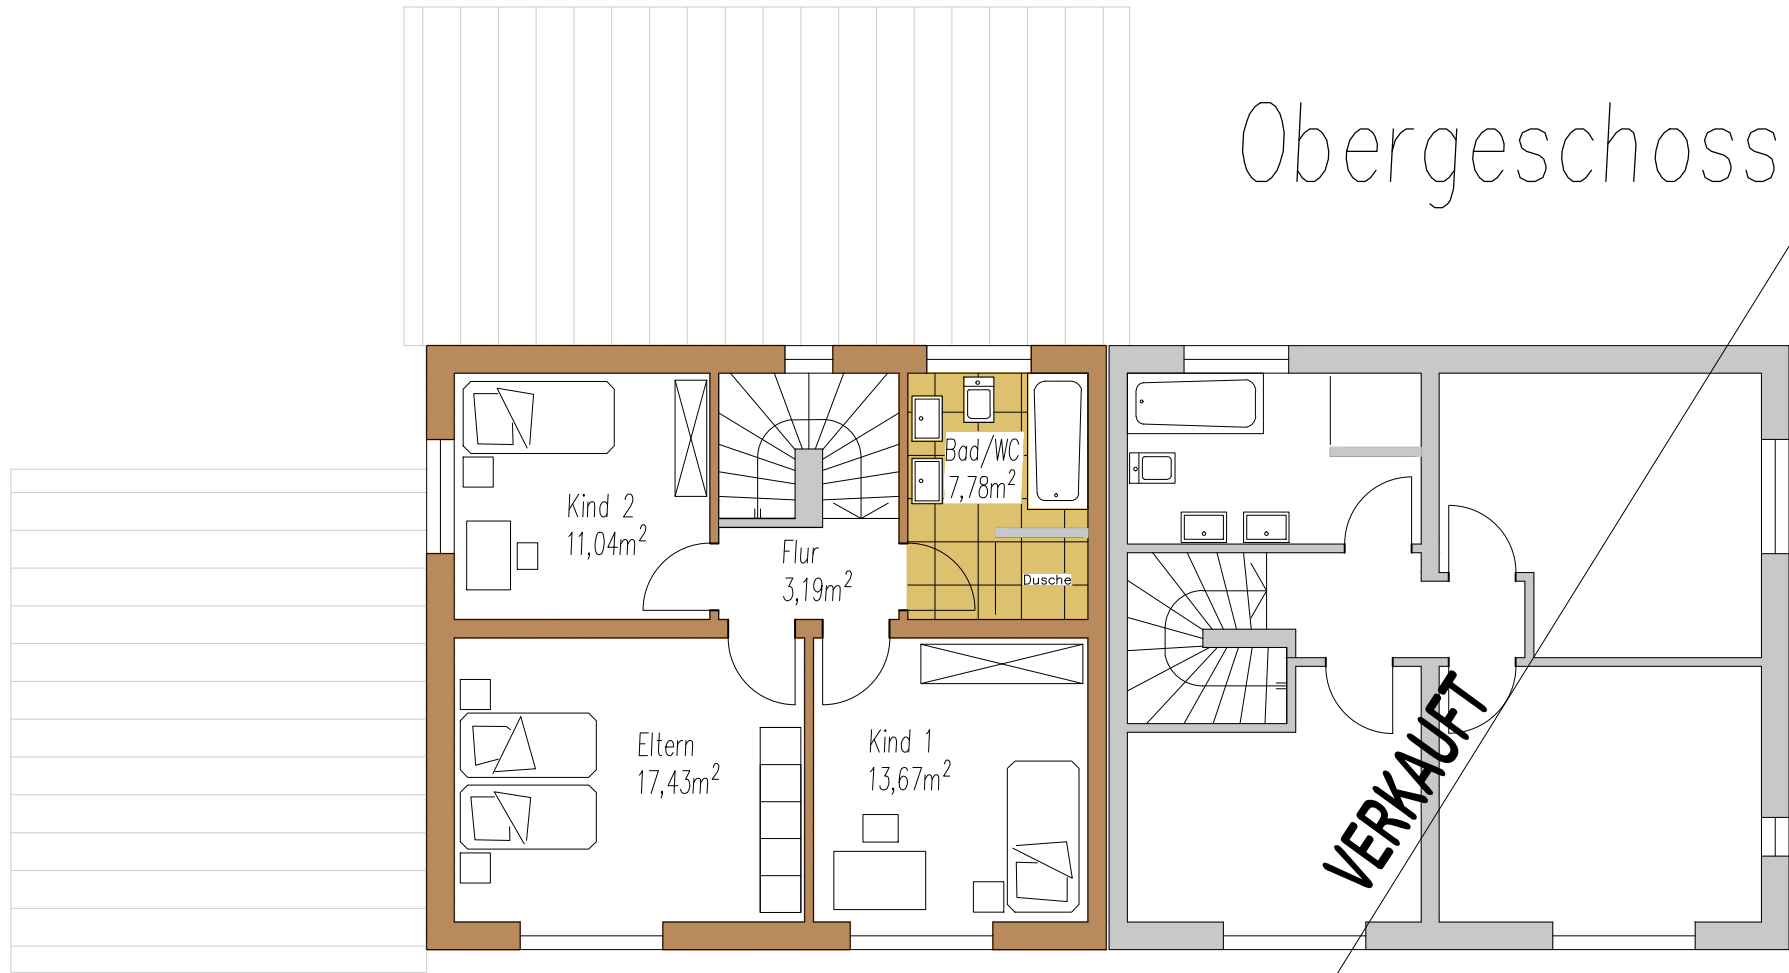 Obergeschoss
Bad/WC
7,78m²
Kind 2
11,04m²
Flur
3,19m²
Dusche
Eltern
17,43m²
Kind 1
13,67m²
VERKAUFT